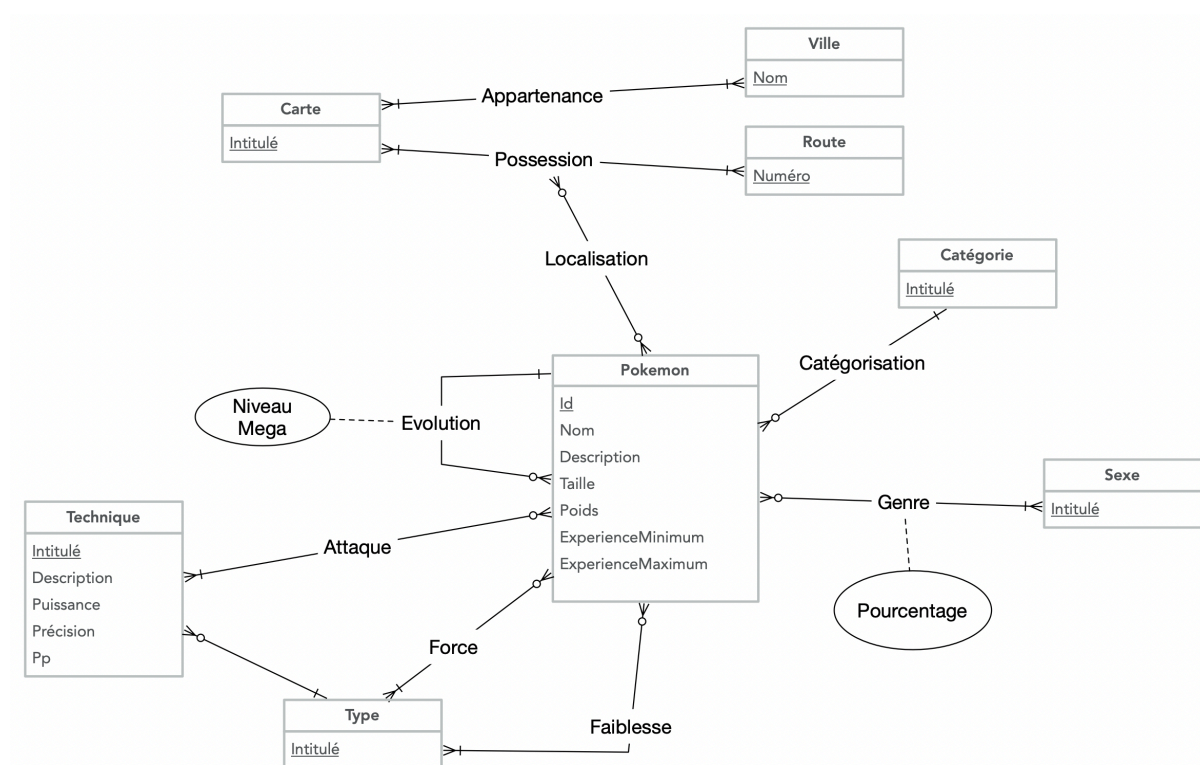 Ville
Nom
Appartenance
Carte
Intitulé
Route
Numéro
Possession
Localisation
Catégorie
Intitulé
Catégorisation
Pokemon
Id
Nom
Description
Taille
Poids
ExperienceMinimum
ExperienceMaximum
Niveau
Mega
Evolution
Sexe
Intitulé
Genre
Pourcentage
Technique
Intitulé
Description
Puissance
Précision
Pp
Attaque
Force
Faiblesse
Type
Intitulé